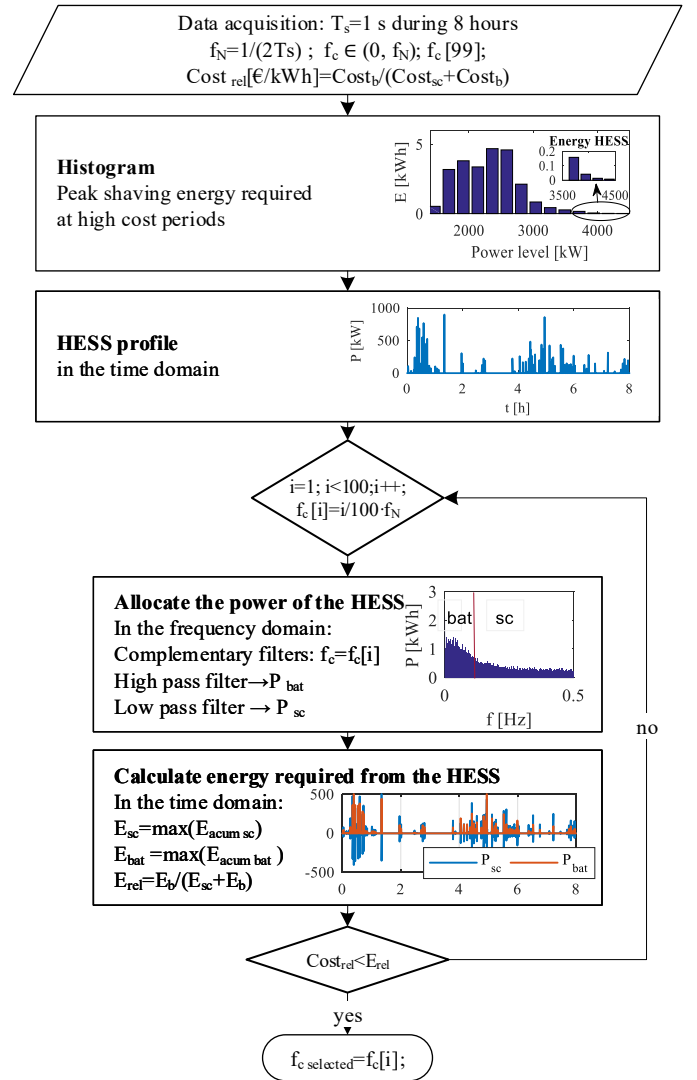 Data acquisition: Ts=1 s during 8 hours
fN=1/(2Ts) ; fc ∈ (0, fN); fc [99];
Cost rel[€/kWh]=Costb/(Costsc+Costb)
Histogram
Peak shaving energy required
at high cost periods
E [kWh]
5
0
2000 3000 4000
Power level [kW]
Energy HESS
0.2
0.1
0
3500 4500
HESS profile
in the time domain
P [kW]
1000
500
0
0 2 4 6 8
t [h]
i=1; i<100;i++;
fc [i]=i/100·fN
Allocate the power of the HESS
In the frequency domain:
Complementary filters: fc=fc[i]
High pass filter→P bat
Low pass filter → P sc
P [kWh]
3
2
1
0
bat sc
0 0.5
f [Hz]
no
Calculate energy required from the HESS
In the time domain:
Esc=max(Eacum sc)
Ebat =max(Eacum bat )
Erel=Eb/(Esc+Eb)
500
0
-500
Psc Pbat
0 2 4 6 8
Costrel<Erel
yes
fc selected=fc[i];